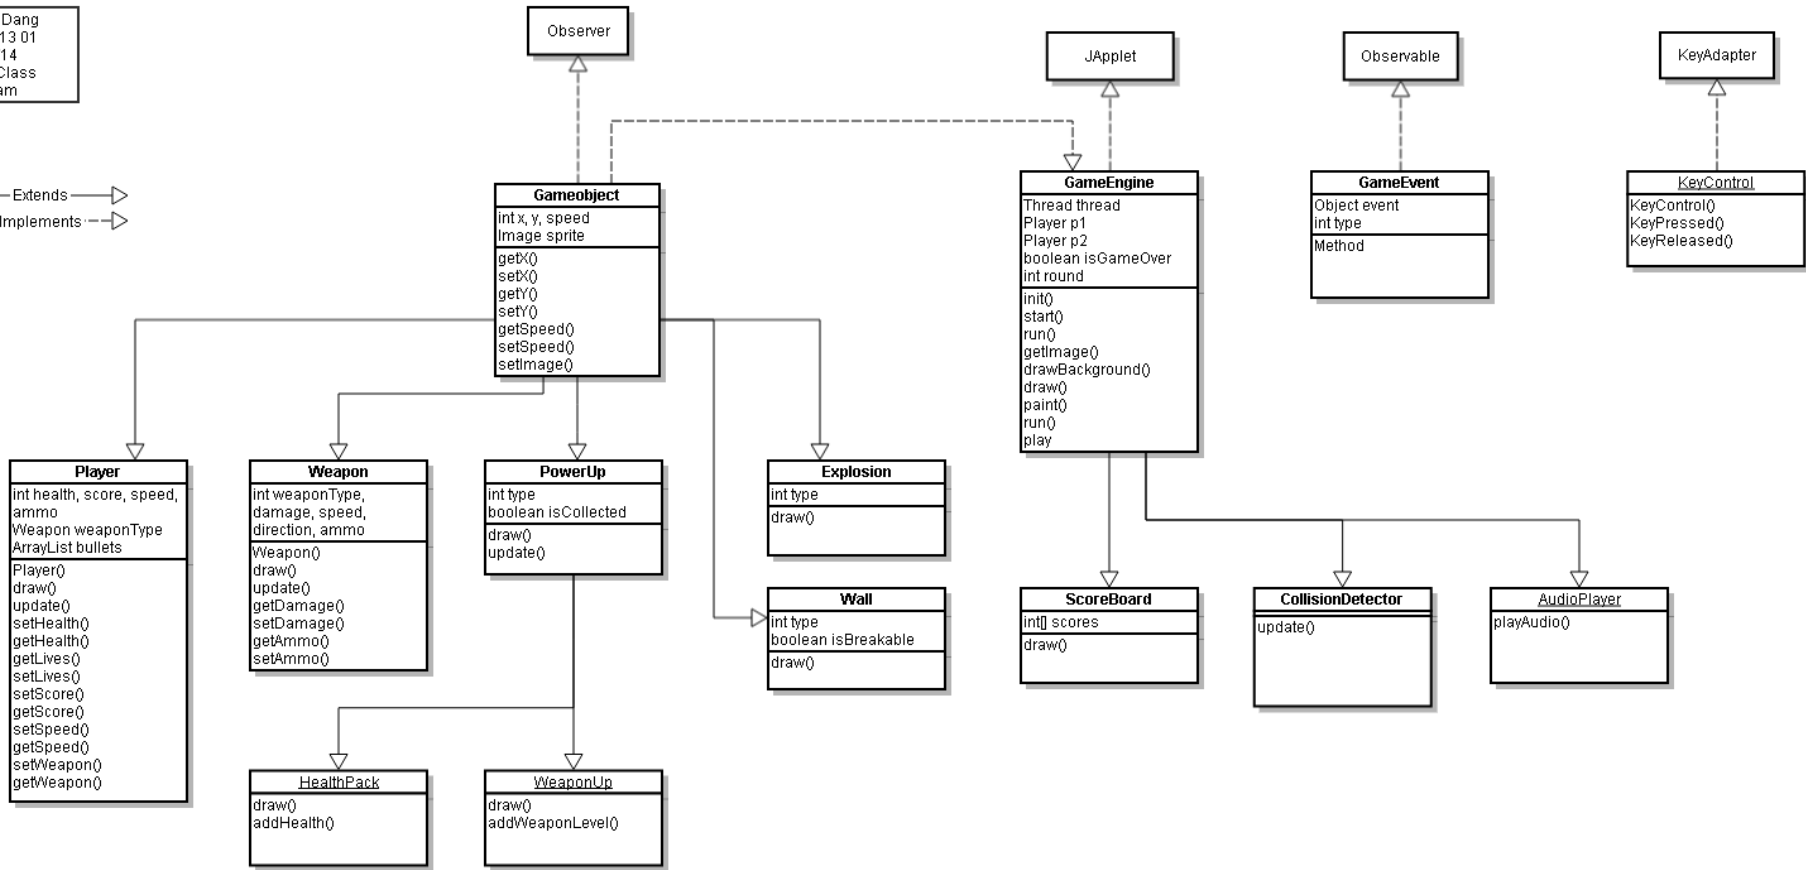 Dang
13 01
14
Class
am
Observer
JApplet
Observable
KeyAdapter
Extends
Implements
Gameobject
int x, y, speed
Image sprite
getX()
setX()
getY()
setY()
getSpeed()
setSpeed()
setImage()
GameEngine
Thread thread
Player p1
Player p2
boolean isGameOver
int round
init()
start()
run()
getImage()
drawBackground()
draw()
paint()
run()
play
GameEvent
Object event
int type
Method
KeyControl
KeyControl()
KeyPressed()
KeyReleased()
Player
int health, score, speed,
ammo
Weapon weaponType
ArrayList bullets
Player()
draw()
update()
setHealth()
getHealth()
getLives()
setLives()
setScore()
getScore()
setSpeed()
getSpeed()
setWeapon()
getWeapon()
Weapon
int weaponType,
damage, speed,
direction, ammo
Weapon()
draw()
update()
getDamage()
setDamage()
getAmmo()
setAmmo()
PowerUp
int type
boolean isCollected
draw()
update()
Explosion
int type
draw()
Wall
int type
boolean isBreakable
draw()
ScoreBoard
int[] scores
draw()
CollisionDetector
update()
AudioPlayer
playAudio()
HealthPack
draw()
addHealth()
WeaponUp
draw()
addWeaponLevel()